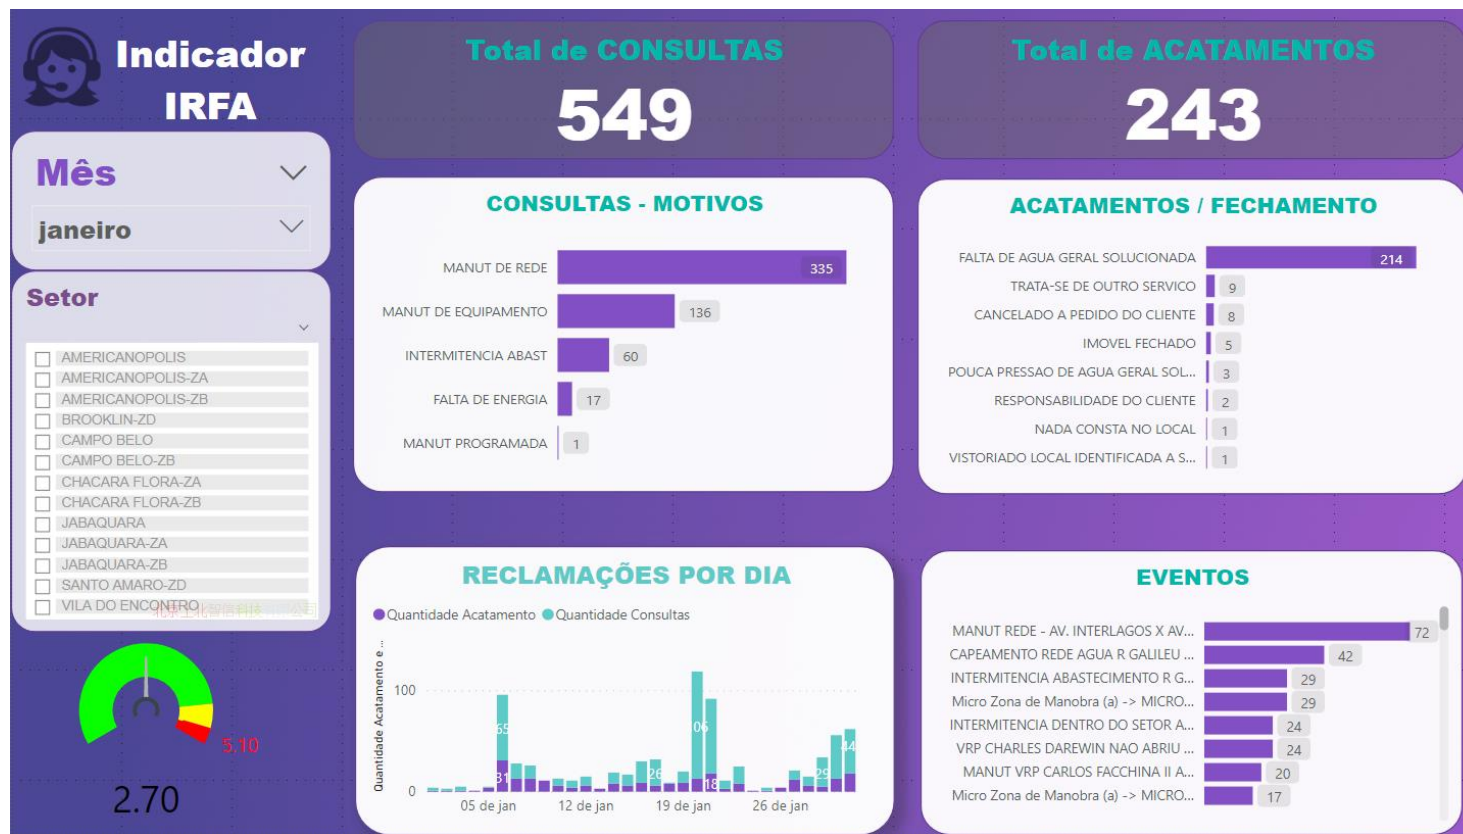 Indicador
IRFA
Mês
janeiro
Setor
AMERICANOPOLIS
AMERICANOPOLIS-ZA
AMERICANOPOLIS-ZB
BROOKLIN-ZD
CAMPO BELO
CAMPO BELO-ZB
CHACARA FLORA-ZA
CHACARA FLORA-ZB
JABAQUARA
JABAQUARA-ZA
JABAQUARA-ZB
SANTO AMARO-ZD
VILA DO ENCONTRO
5.10
2.70
Total de CONSULTAS
549
Total de ACATAMENTOS
243
CONSULTAS - MOTIVOS
MANUT DE REDE 335
MANUT DE EQUIPAMENTO 136
INTERMITENCIA ABAST 60
FALTA DE ENERGIA 17
MANUT PROGRAMADA 1
ACATAMENTOS / FECHAMENTO
FALTA DE AGUA GERAL SOLUCIONADA 214
TRATA-SE DE OUTRO SERVICO 9
CANCELADO A PEDIDO DO CLIENTE 8
IMOVEL FECHADO 5
POUCA PRESSAO DE AGUA GERAL SOL... 3
RESPONSABILIDADE DO CLIENTE 2
NADA CONSTA NO LOCAL 1
VISTORIADO LOCAL IDENTIFICADA A S... 1
RECLAMAÇÕES POR DIA
Quantidade Acatamento Quantidade Consultas
Quantidade Acatamento e ...
100
0
65
31
26
106
18
29
44
05 de jan 12 de jan 19 de jan 26 de jan
EVENTOS
MANUT REDE - AV. INTERLAGOS X AV... 72
CAPEAMENTO REDE AGUA R GALILEU ... 42
INTERMITENCIA ABASTECIMENTO R G... 29
Micro Zona de Manobra (a) -> MICRO... 29
INTERMITENCIA DENTRO DO SETOR A... 24
VRP CHARLES DAREWIN NAO ABRIU ... 24
MANUT VRP CARLOS FACCHINA II A... 20
Micro Zona de Manobra (a) -> MICRO... 17